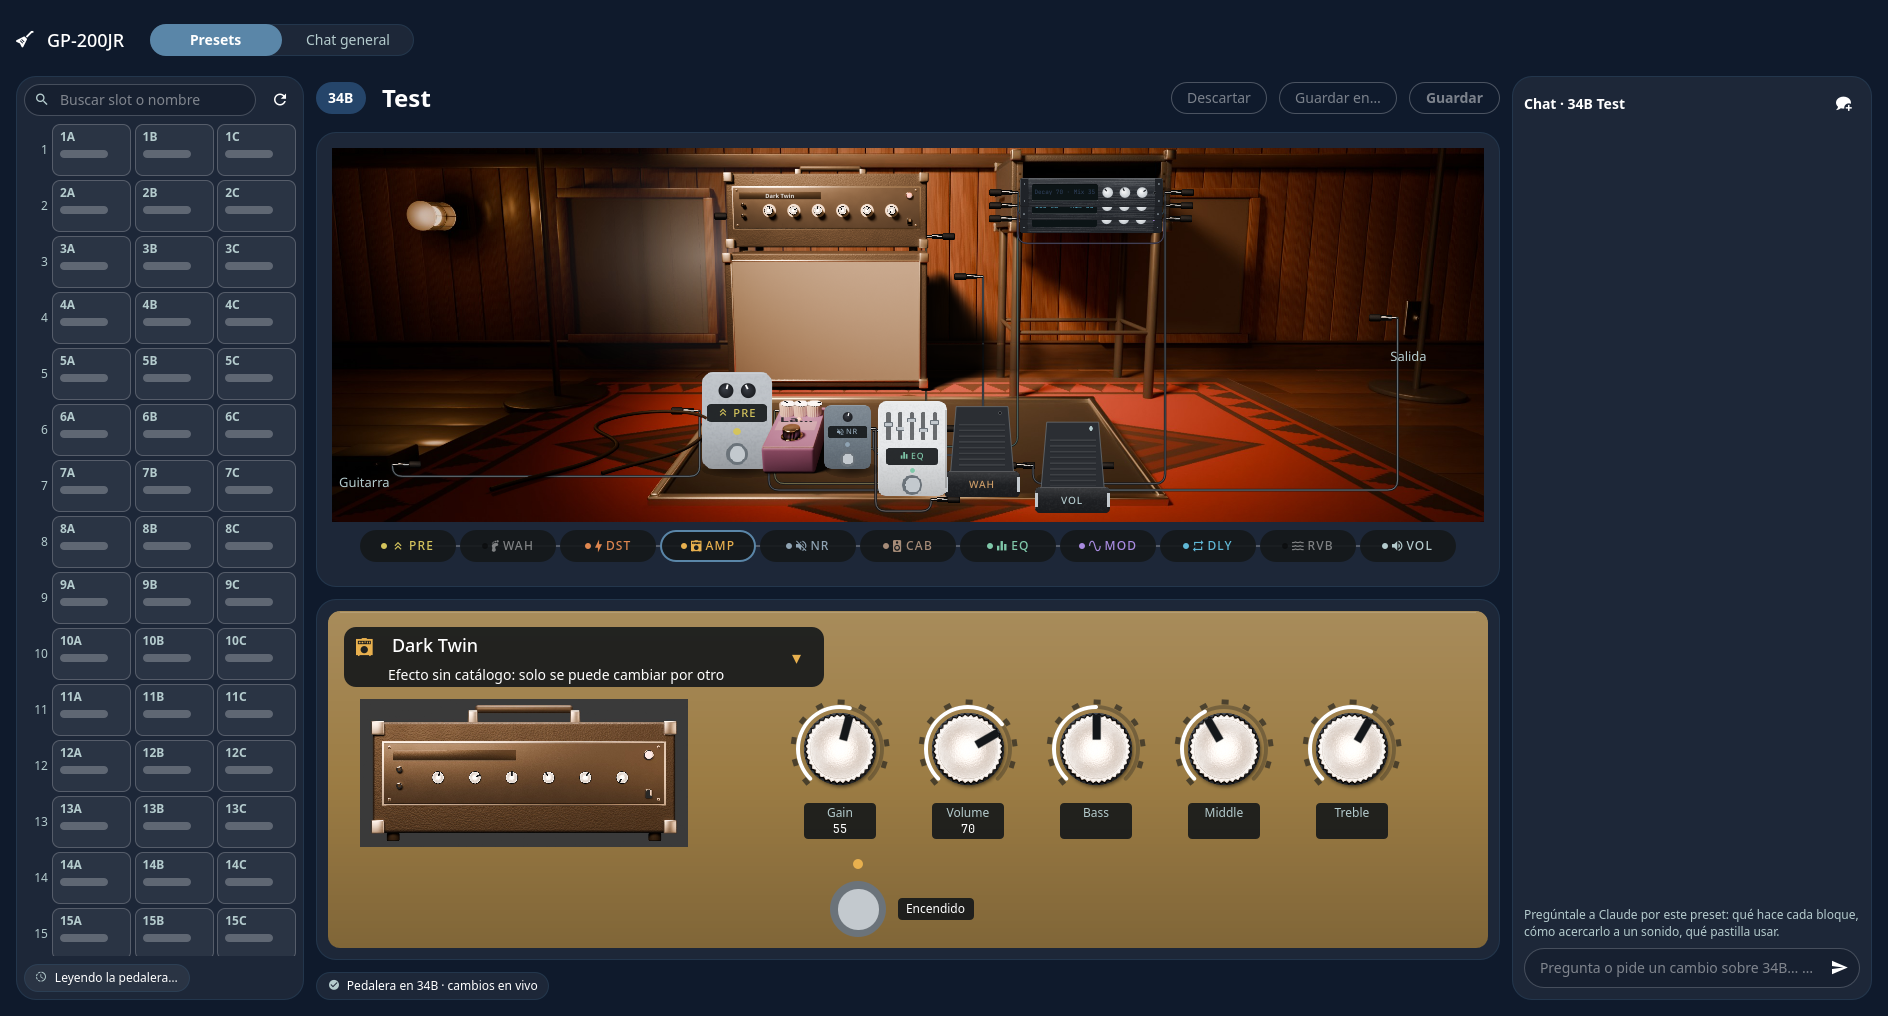 GP-200JR
Presets
Chat general
Buscar slot o nombre
1
1A
1B
1C
2
2A
2B
2C
3
3A
3B
3C
4
4A
4B
4C
5
5A
5B
5C
6
6A
6B
6C
7
7A
7B
7C
8
8A
8B
8C
9
9A
9B
9C
10
10A
10B
10C
11
11A
11B
11C
12
12A
12B
12C
13
13A
13B
13C
14
14A
14B
14C
15
15A
15B
15C
Leyendo la pedalera...
34B
Test
Descartar
Guardar en...
Guardar
Dark Twin
Salida
Guitarra
PRE
NR
EQ
WAH
VOL
PRE
WAH
DST
AMP
NR
CAB
EQ
MOD
DLY
RVB
VOL
Dark Twin
Efecto sin catálogo: solo se puede cambiar por otro
Gain
55
Volume
70
Bass
Middle
Treble
Encendido
Pedalera en 34B · cambios en vivo
Chat · 34B Test
Pregúntale a Claude por este preset: qué hace cada bloque,
cómo acercarlo a un sonido, qué pastilla usar.
Pregunta o pide un cambio sobre 34B... ...